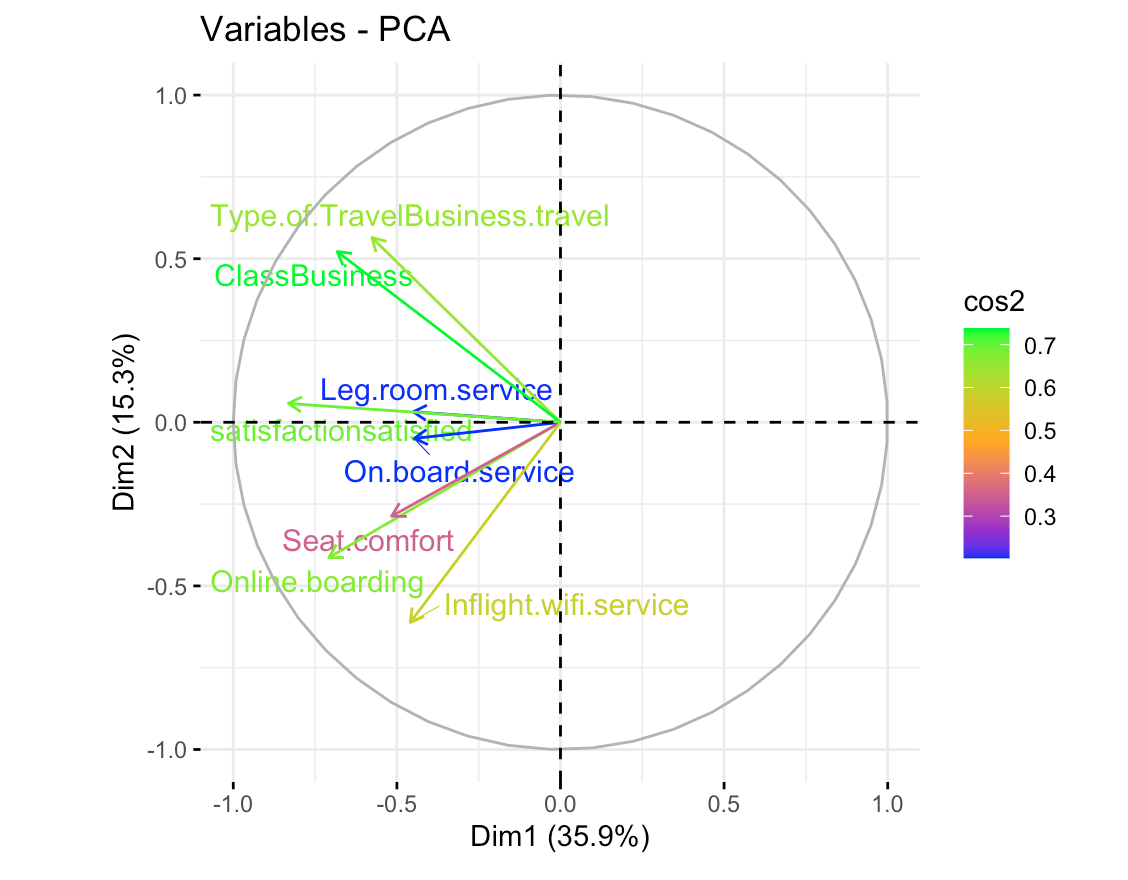 Variables - PCA
1.0
0.5
0.0
-0.5
-1.0
Dim2 (15.3%)
Type.of.TravelBusiness.travel
ClassBusiness
Leg.room.service
satisfactionsatisfied
On.board.service
Seat.comfort
Online.boarding
Inflight.wifi.service
-1.0
-0.5
0.0
0.5
1.0
Dim1 (35.9%)
cos2
0.7
0.6
0.5
0.4
0.3